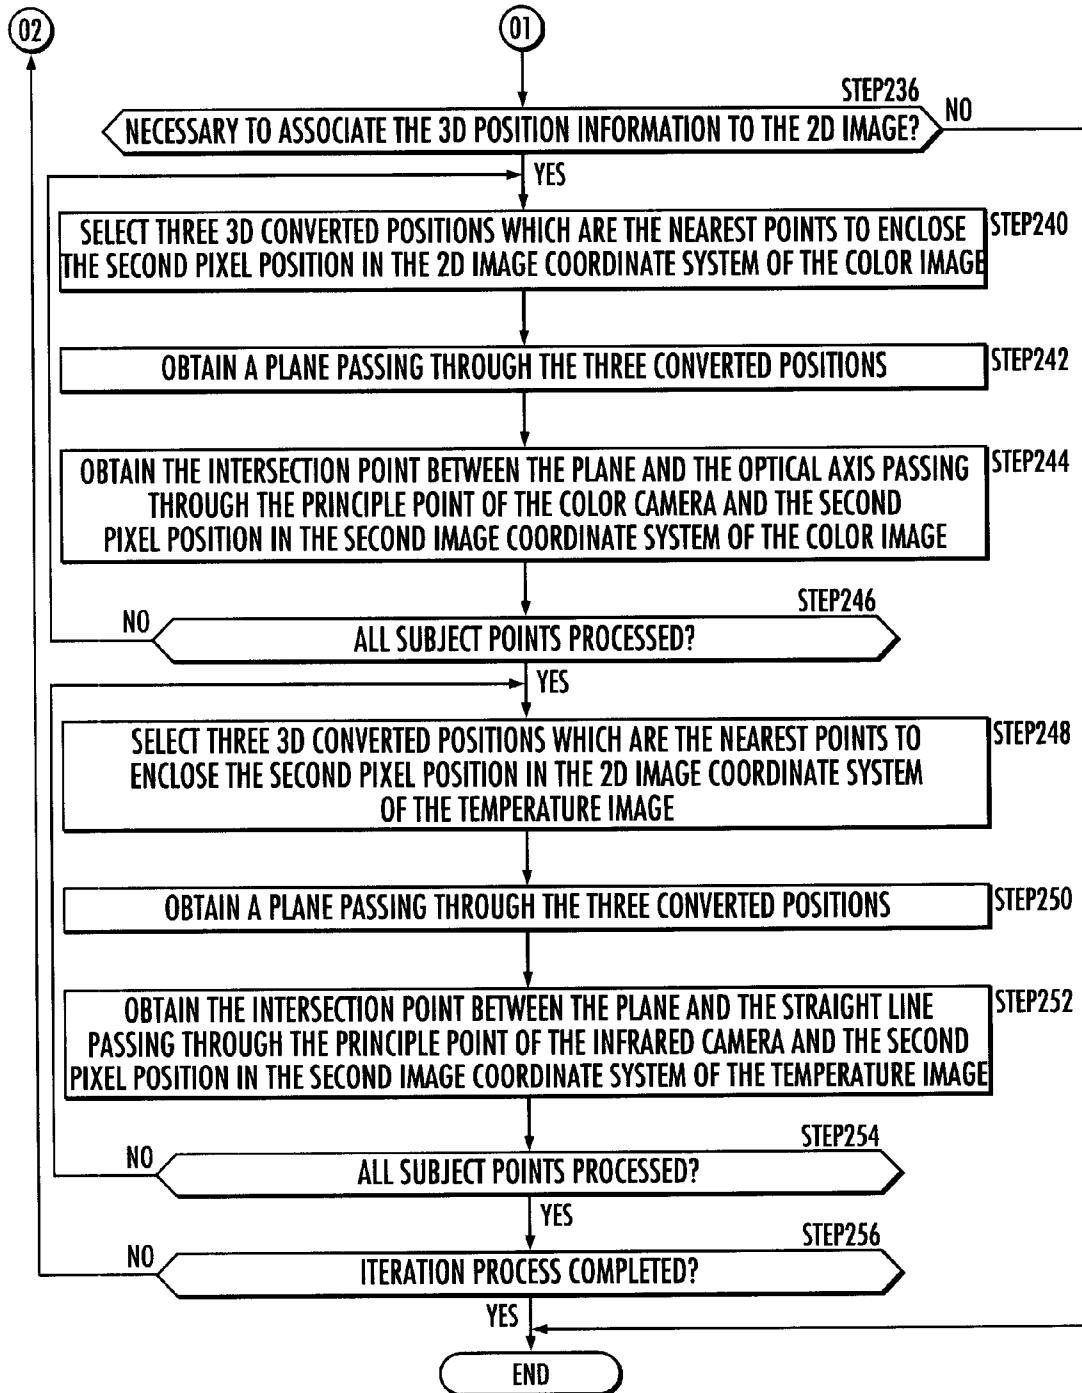 02
01
STEP236
NECESSARY TO ASSOCIATE THE 3D POSITION INFORMATION TO THE 2D IMAGE?
NO
YES
SELECT THREE 3D CONVERTED POSITIONS WHICH ARE THE NEAREST POINTS TO ENCLOSE
THE SECOND PIXEL POSITION IN THE 2D IMAGE COORDINATE SYSTEM OF THE COLOR IMAGE
STEP240
OBTAIN A PLANE PASSING THROUGH THE THREE CONVERTED POSITIONS
STEP242
OBTAIN THE INTERSECTION POINT BETWEEN THE PLANE AND THE OPTICAL AXIS PASSING
THROUGH THE PRINCIPLE POINT OF THE COLOR CAMERA AND THE SECOND
PIXEL POSITION IN THE SECOND IMAGE COORDINATE SYSTEM OF THE COLOR IMAGE
STEP244
STEP246
NO
ALL SUBJECT POINTS PROCESSED?
YES
SELECT THREE 3D CONVERTED POSITIONS WHICH ARE THE NEAREST POINTS TO
ENCLOSE THE SECOND PIXEL POSITION IN THE 2D IMAGE COORDINATE SYSTEM
OF THE TEMPERATURE IMAGE
STEP248
OBTAIN A PLANE PASSING THROUGH THE THREE CONVERTED POSITIONS
STEP250
OBTAIN THE INTERSECTION POINT BETWEEN THE PLANE AND THE STRAIGHT LINE
PASSING THROUGH THE PRINCIPLE POINT OF THE INFRARED CAMERA AND THE SECOND
PIXEL POSITION IN THE SECOND IMAGE COORDINATE SYSTEM OF THE TEMPERATURE IMAGE
STEP252
STEP254
NO
ALL SUBJECT POINTS PROCESSED?
YES
STEP256
NO
ITERATION PROCESS COMPLETED?
YES
END